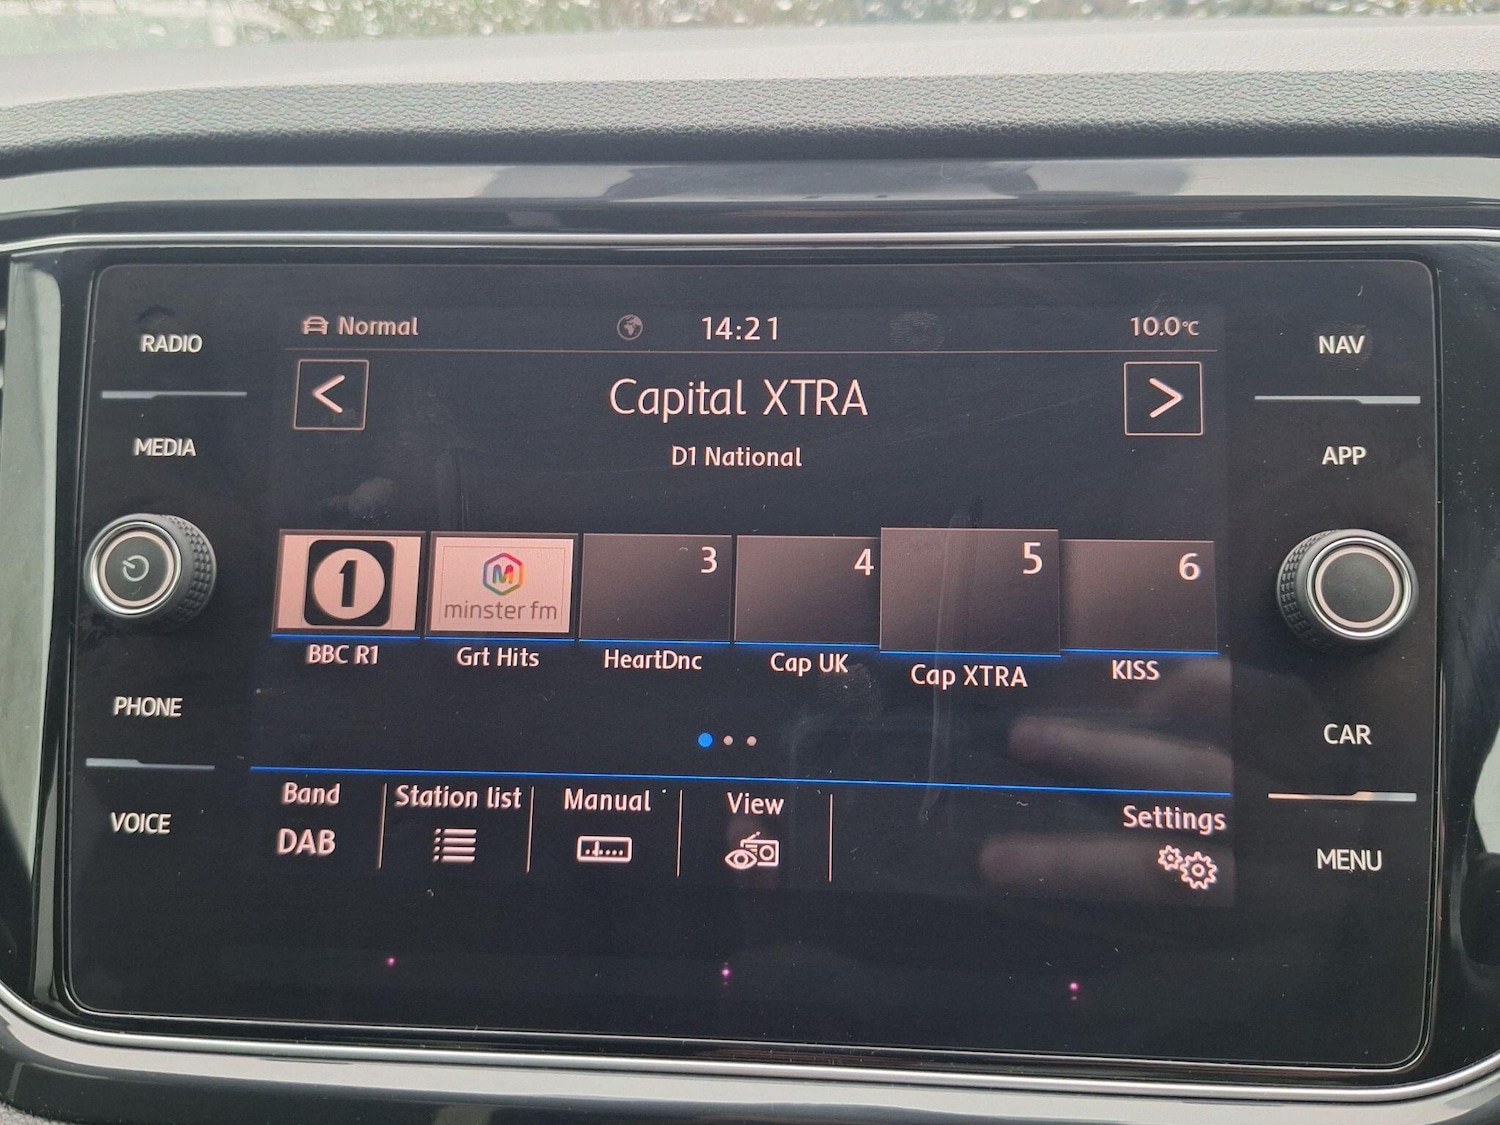 RADIO
MEDIA
PHONE
VOICE
Normal
14:21
10.0°C
<
Capital XTRA
>
D1 National
1
minster fm
3
4
5
6
BBC R1
Grt Hits
HeartDnc
Cap UK
Cap XTRA
KISS
Band
Station list
Manual
View
Settings
DAB
NAV
APP
CAR
MENU